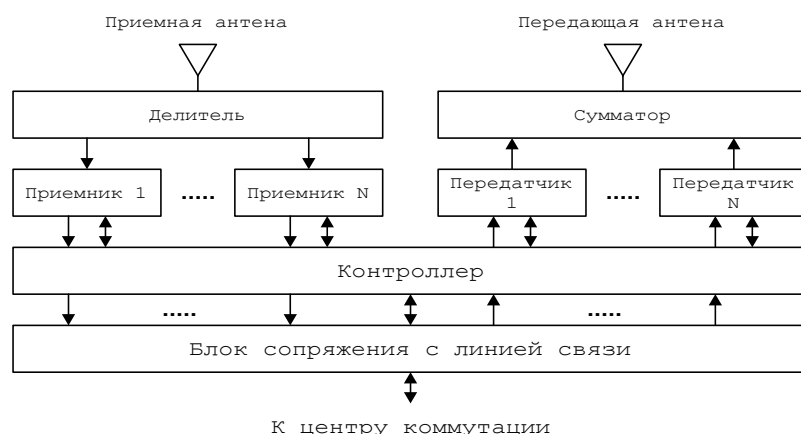 Приемная антена
Передающая антена
Делитель
Сумматор
Приемник 1
.....
Приемник N
Передатчик
1
.....
Передатчик
N
Контроллер
.....
.....
Блок сопряжения с линией связи
К центру коммутации